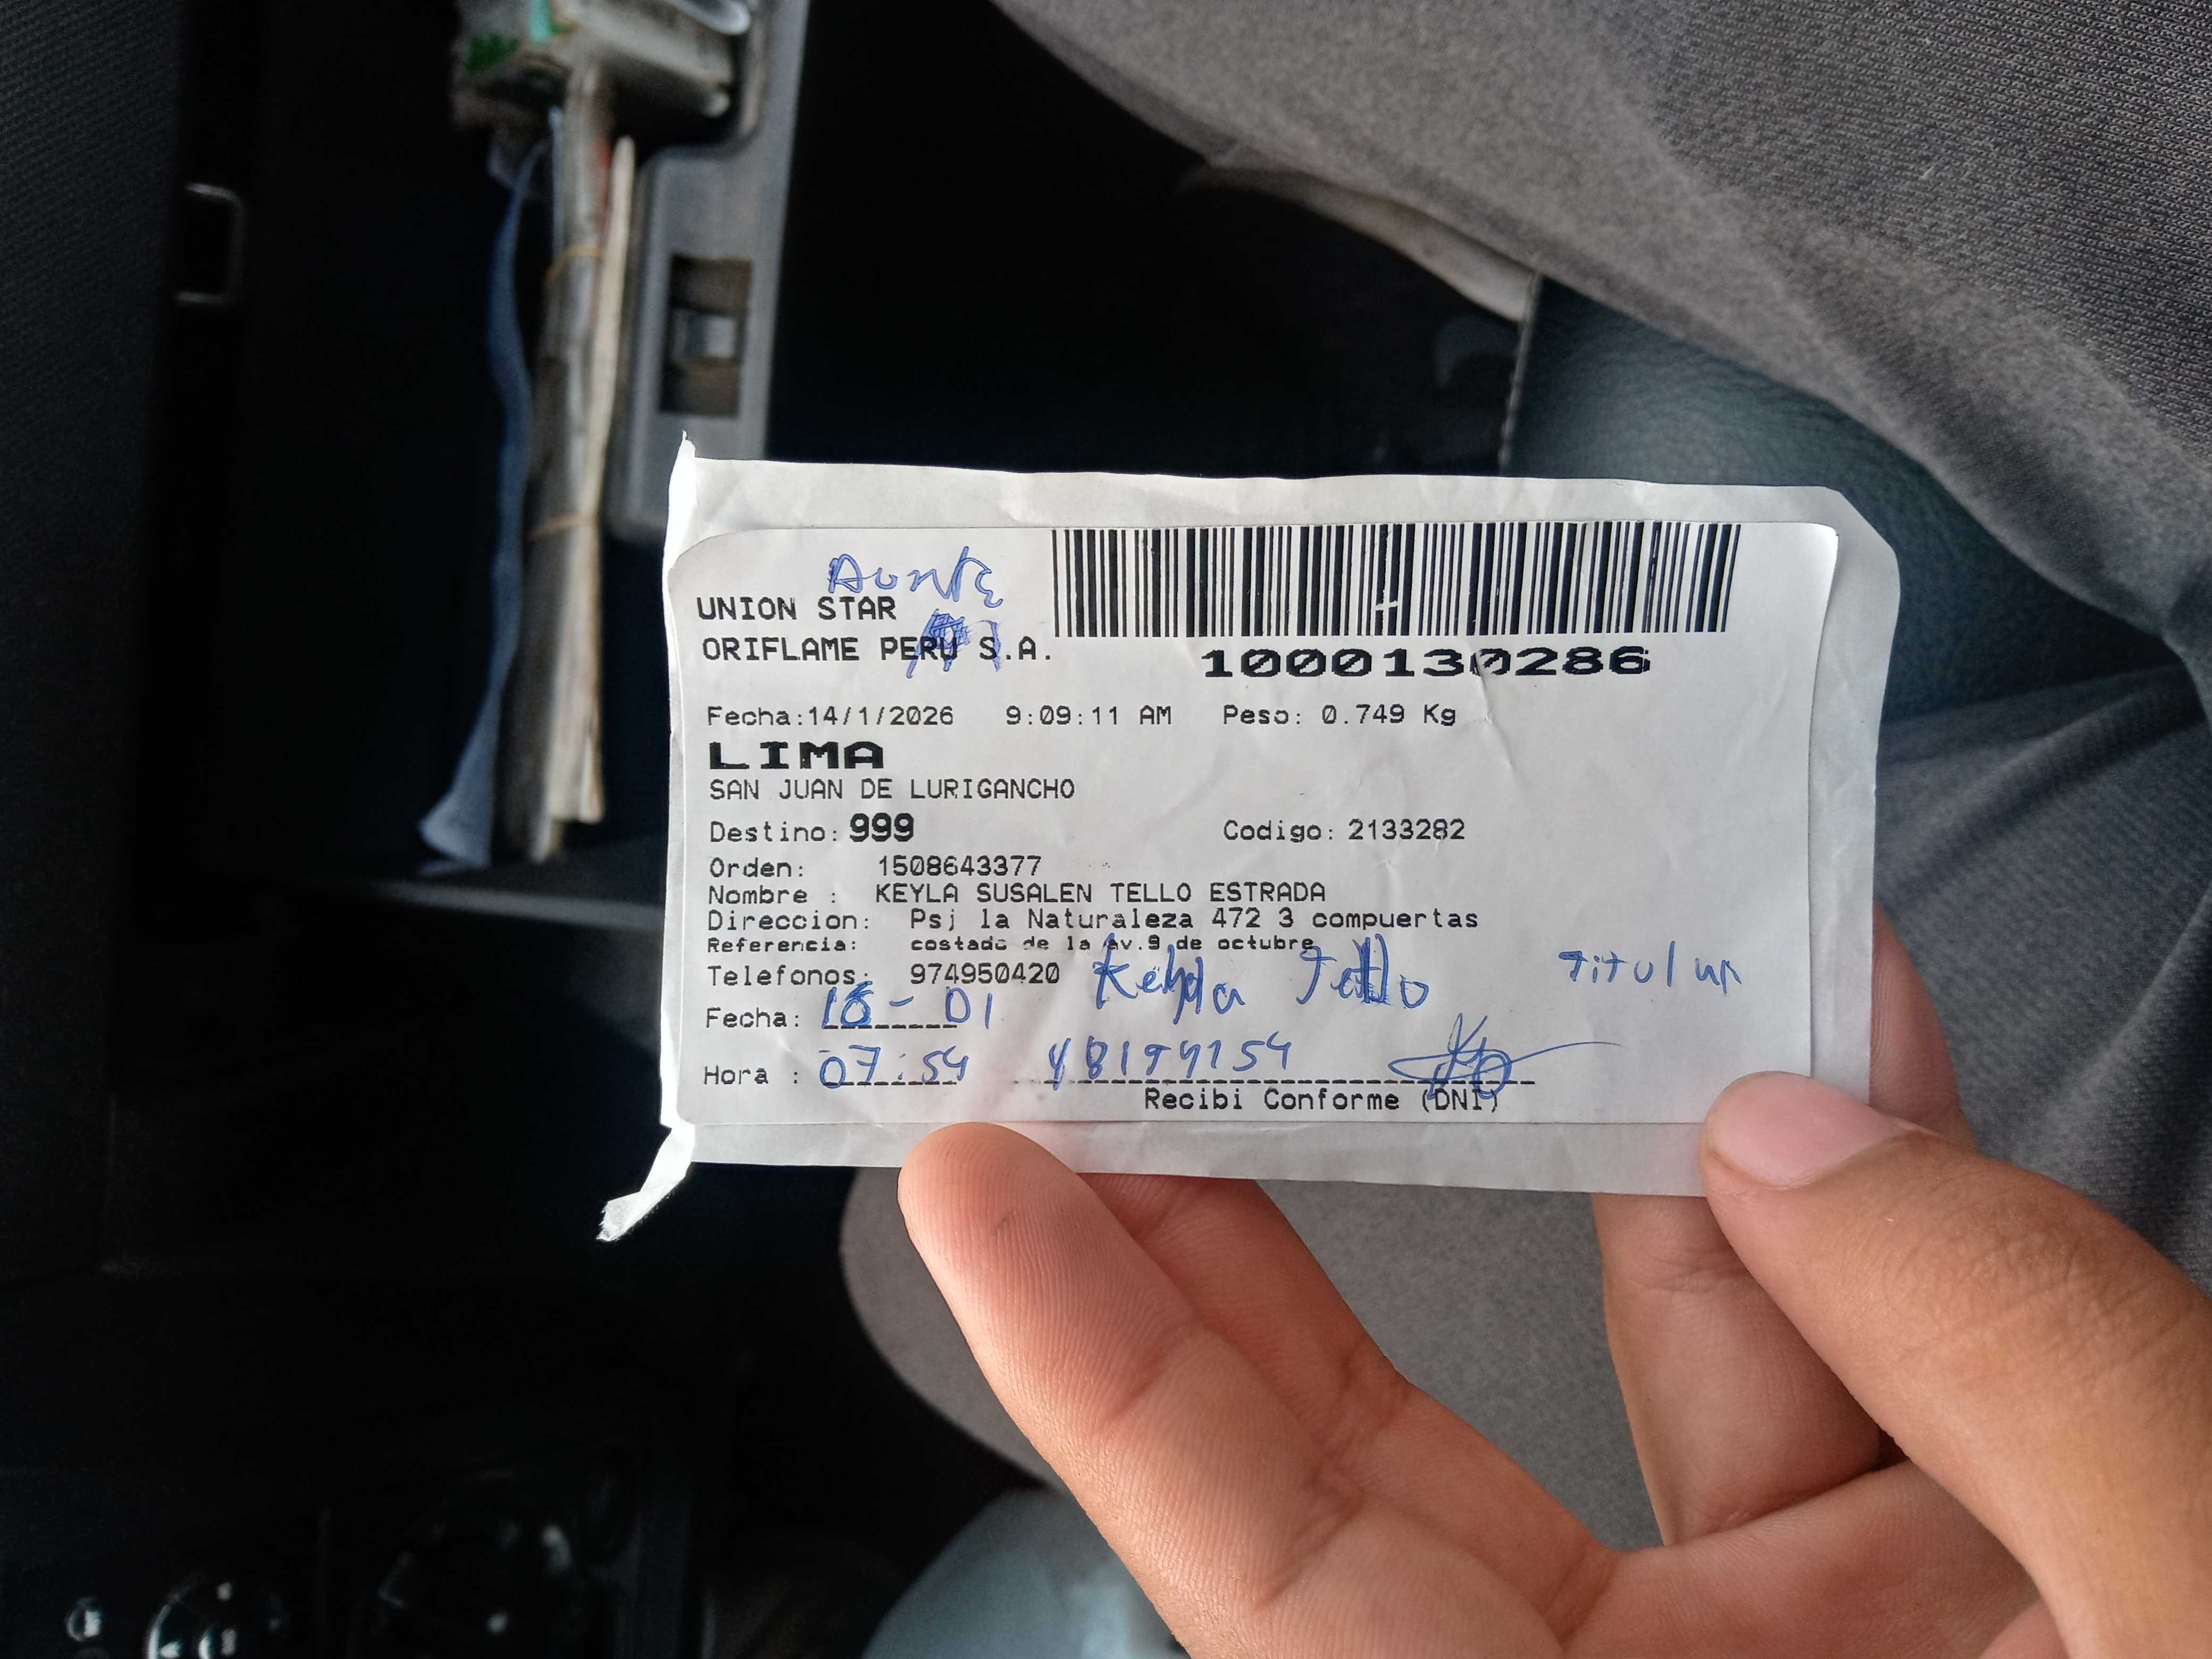 UNION STAR
ORIFLAME PERU S.A.
1000130286
Fecha:14/1/2026 9:09:11 AM Peso: 0.749 Kg
LIMA
SAN JUAN DE LURIGANCHO
Destino: 999 Codigo: 2133282
Orden: 1508643377
Nombre : KEYLA SUSALEN TELLO ESTRADA
Direccion: Psj la Naturaleza 472 3 compuertas
Referencia: costado de la Av.9 de octubre
Telefonos: 974950420 Keyla Tello titular
Fecha: 16-01
Hora : 07:54
Recibi Conforme (DNI)